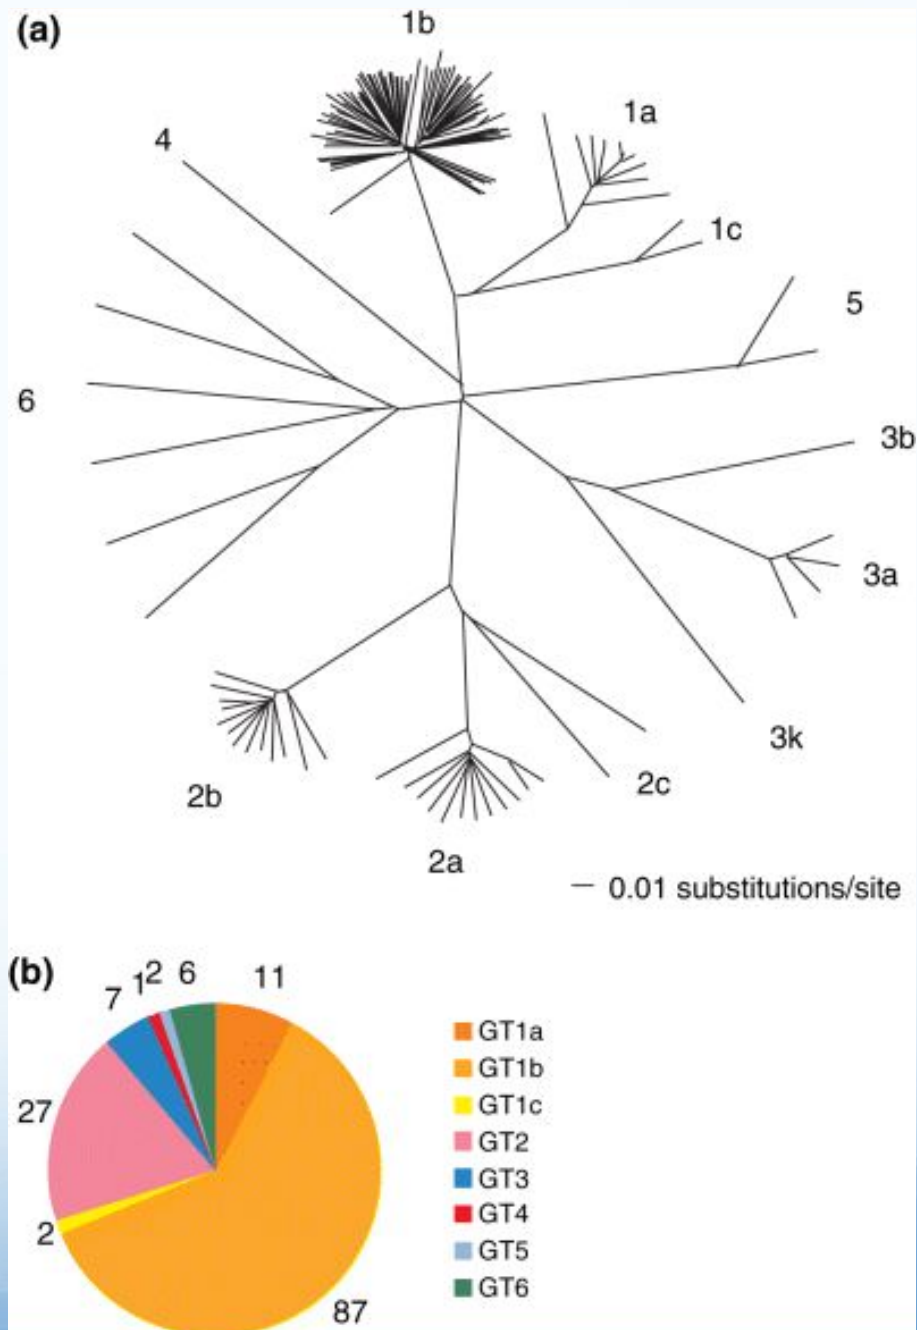 (a)
1b
1a
4
1c
5
6
3b
3a
3k
2b
2c
2a
0.01 substitutions/site
(b)
7 1 2 6 11
27
2
87
GT1a
GT1b
GT1c
GT2
GT3
GT4
GT5
GT6